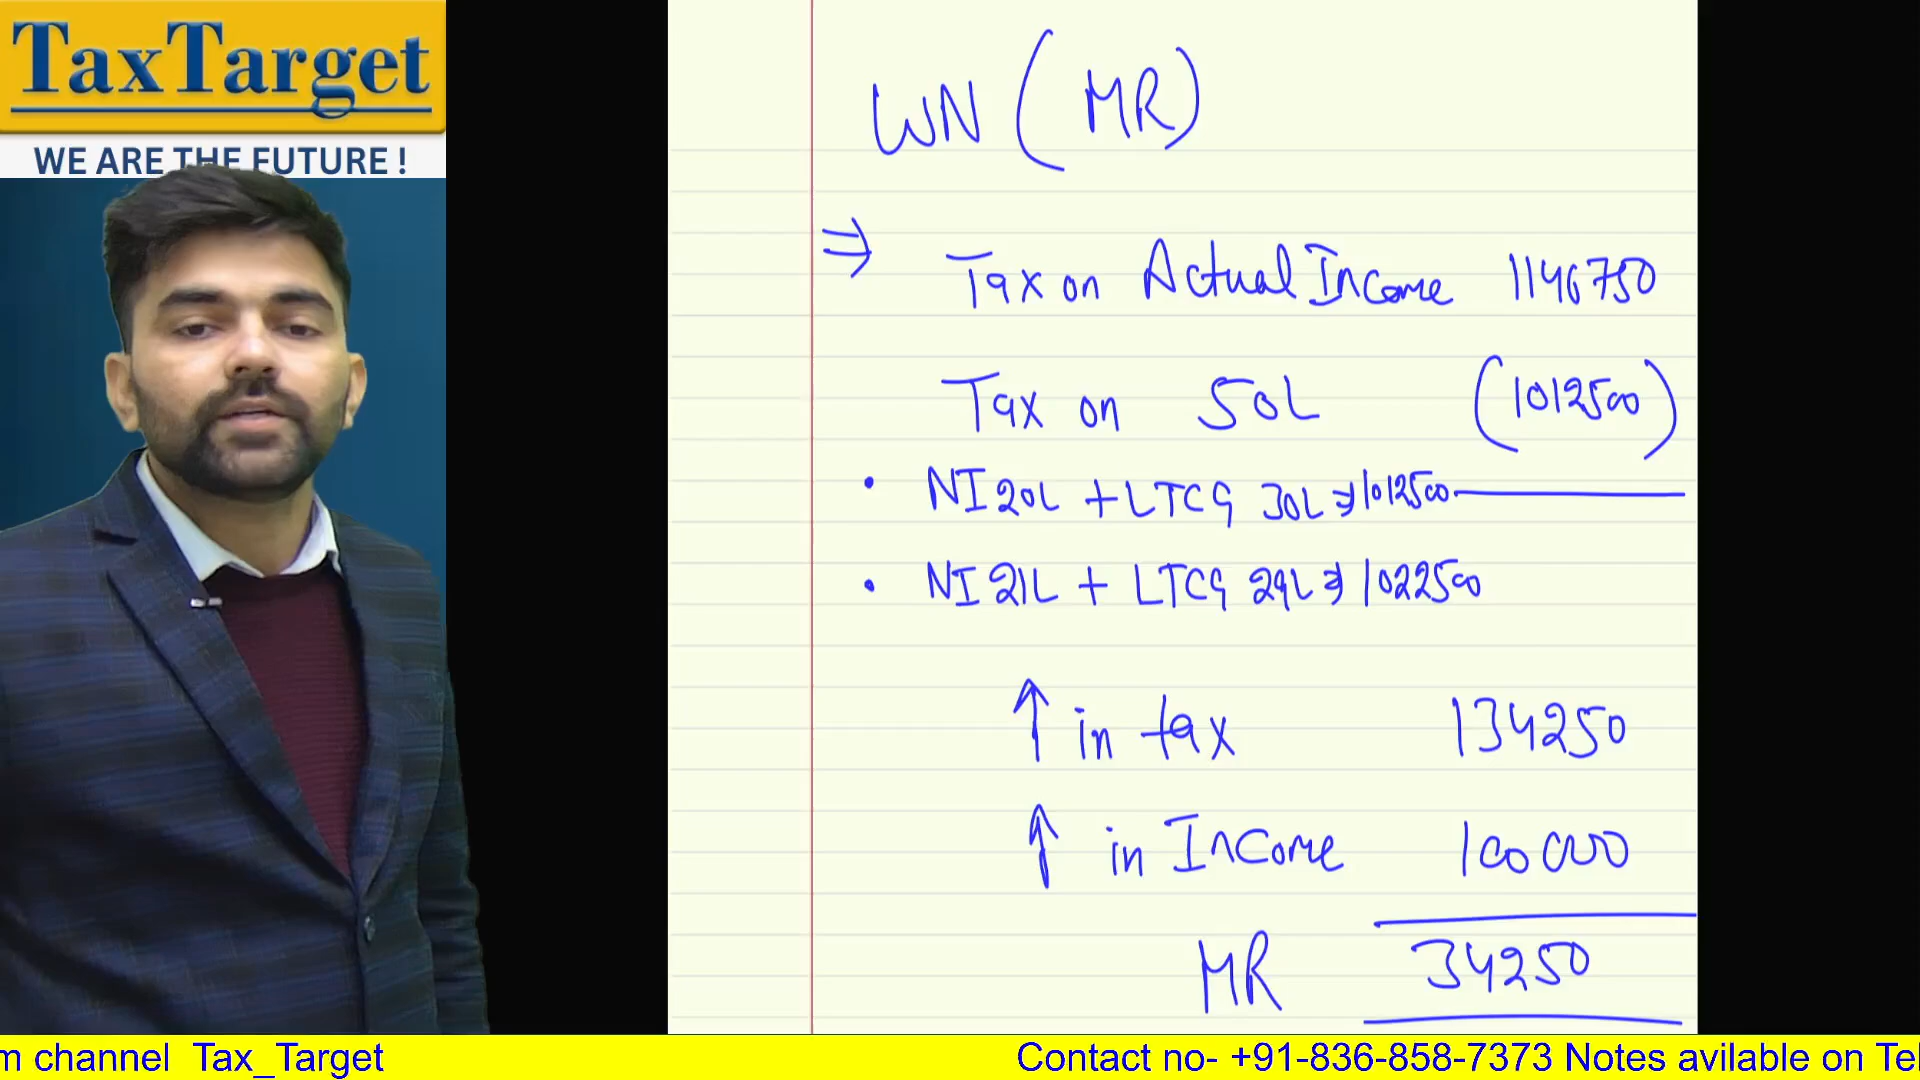 TaxTarget
WE ARE THE FUTURE !
WN (MR)
⇒ Tax on Actual Income 1146750
Tax on 50L (1012500)
• NI 20L + LTCG 30L ⇒ 1012500
• NI 21L + LTCG 29L ⇒ 1022500
↑ in tax 134250
↑ in Income 100000
MR 34250
m channel Tax_Target
Contact no- +91-836-858-7373 Notes avilable on Tel